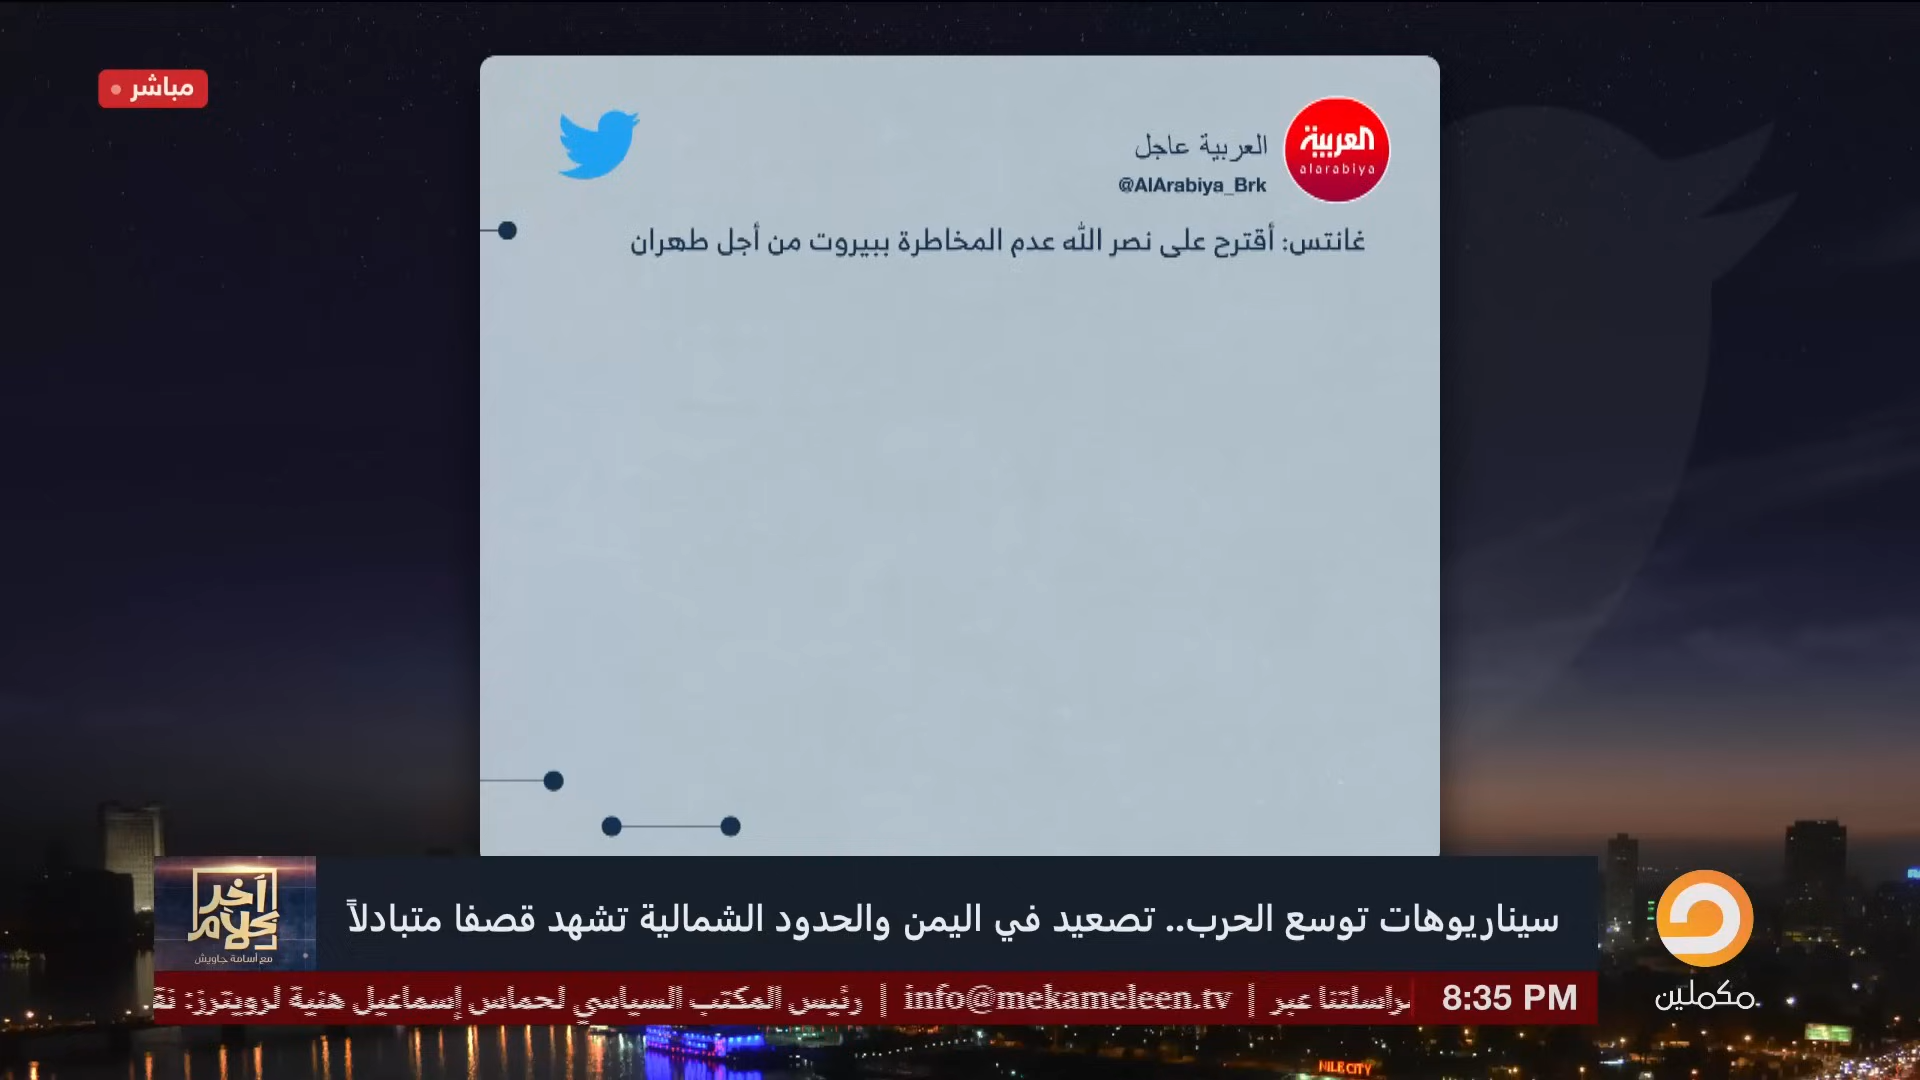 مباشر
العربية
alarabiya
العربية عاجل
@AlArabiya_Brk
غانتس: أقترح على نصر الله عدم المخاطرة ببيروت من أجل طهران
آخر كلام
مع أسامة جاويش
سيناريوهات توسع الحرب.. تصعيد في اليمن والحدود الشمالية تشهد قصفا متبادلاً
8:35 PM
عبر | info@mekameleen.tv | رئيس المكتب السياسي لحماس إسماعيل هنية لرويترز:
مكملين
NILE CITY